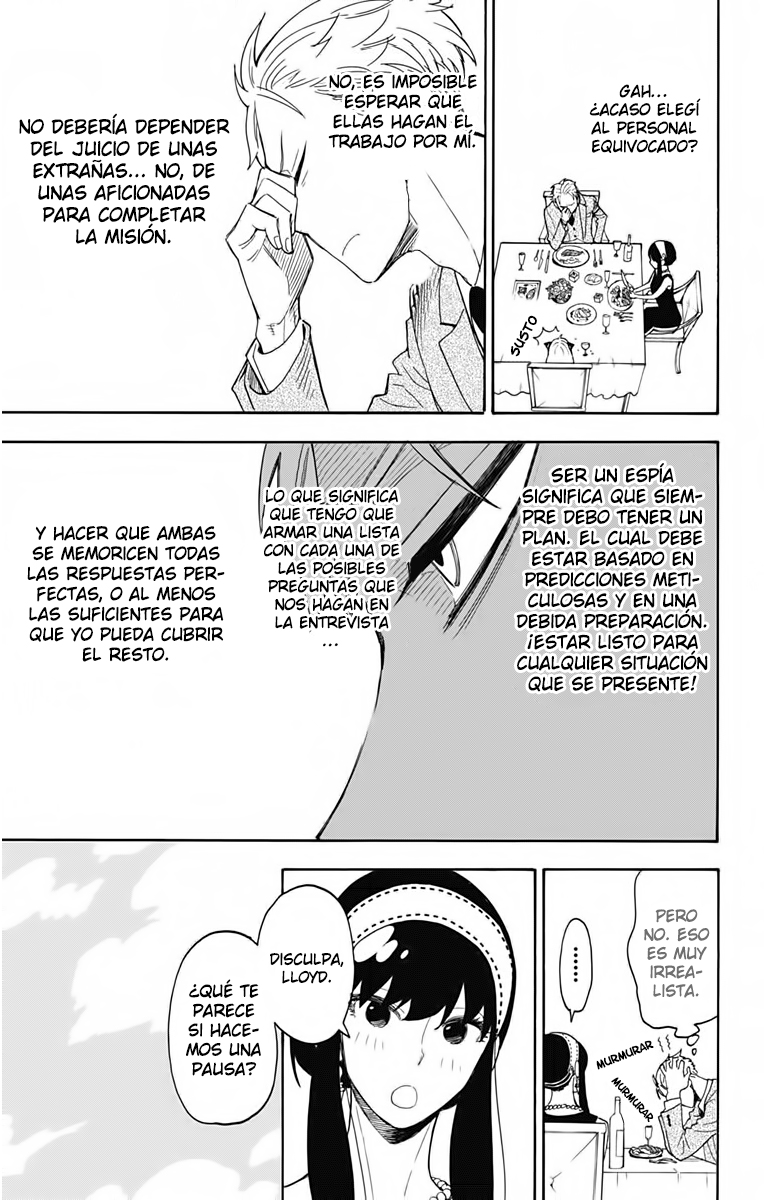 GAH...
¿ACASO ELEGÍ
AL PERSONAL
EQUIVOCADO?
SUSTO
NO, ES IMPOSIBLE
ESPERAR QUE
ELLAS HAGAN EL
TRABAJO POR MÍ.
NO DEBERÍA DEPENDER
DEL JUICIO DE UNAS
EXTRAÑAS... NO, DE
UNAS AFICIONADAS
PARA COMPLETAR
LA MISIÓN.
SER UN ESPÍA
SIGNIFICA QUE SIEM-
PRE DEBO TENER UN
PLAN. EL CUAL DEBE
ESTAR BASADO EN
PREDICCIONES METI-
CULOSAS Y EN UNA
DEBIDA PREPARACIÓN.
¡ESTAR LISTO PARA
CUALQUIER SITUACIÓN
QUE SE PRESENTE!
LO QUE SIGNIFICA
QUE TENGO QUE
ARMAR UNA LISTA
CON CADA UNA DE
LAS POSIBLES
PREGUNTAS QUE
NOS HAGAN EN
LA ENTREVISTA
...
Y HACER QUE AMBAS
SE MEMORICEN TODAS
LAS RESPUESTAS PER-
FECTAS, O AL MENOS
LAS SUFICIENTES PARA
QUE YO PUEDA CUBRIR
EL RESTO.
PERO
NO. ESO
ES MUY
IRREA-
LISTA.
MURMURAR
MURMURAR
DISCULPA,
LLOYD.
¿QUÉ TE
PARECE
SI HACE-
MOS UNA
PAUSA?